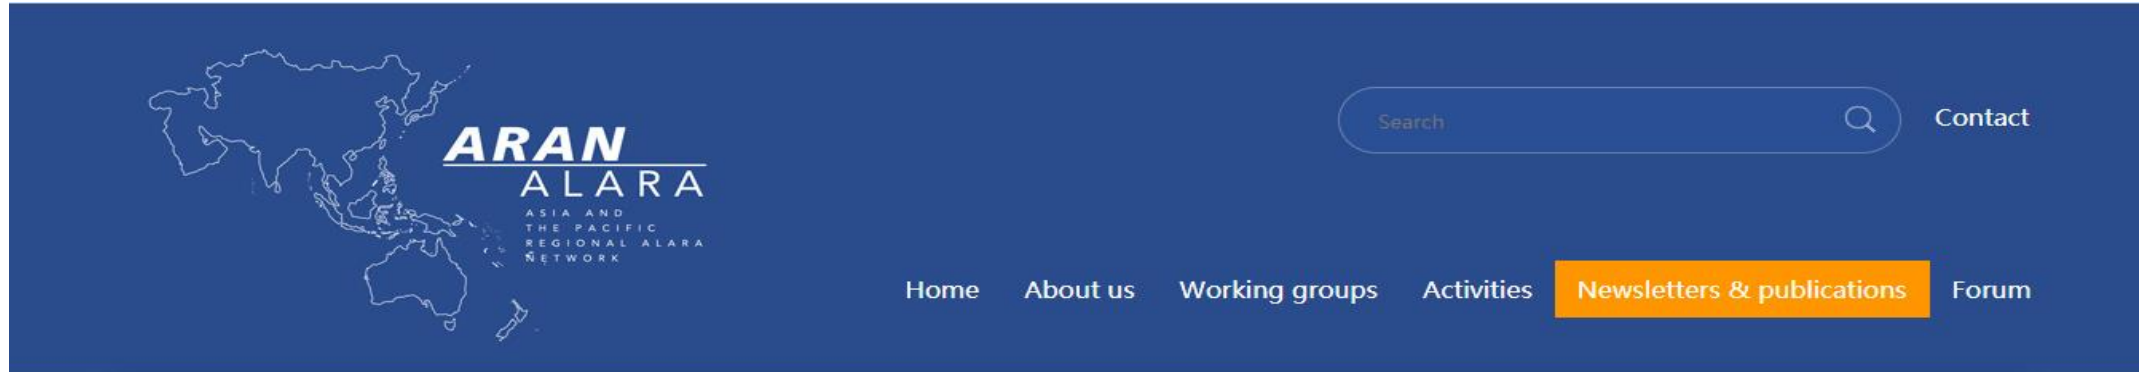 ARAN
ALARA
ASIA AND
THE PACIFIC
REGIONAL ALARA
NETWORK
Search
Contact
Home About us Working groups Activities Newsletters & publications Forum